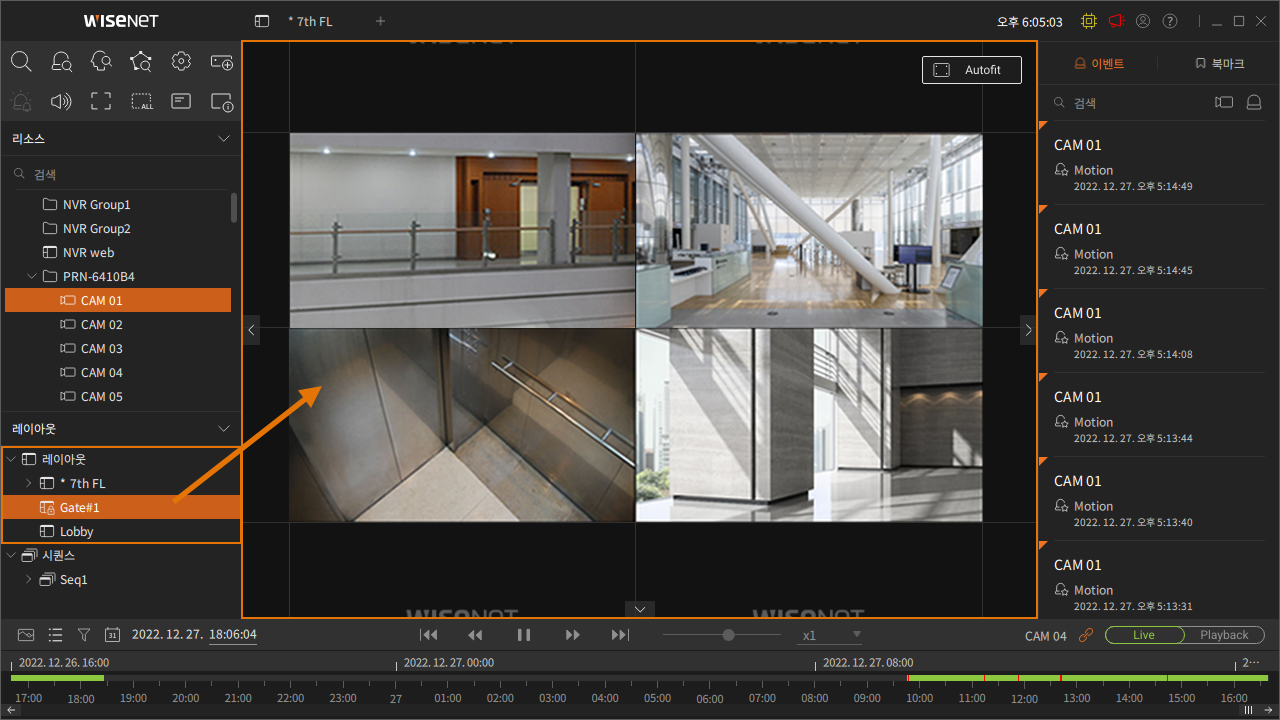 WISENET
* 7th FL
오후 6:05:03
ALL
리소스
검색
NVR Group1
NVR Group2
NVR web
PRN-6410B4
CAM 01
CAM 02
CAM 03
CAM 04
CAM 05
레이아웃
레이아웃
* 7th FL
Gate#1
Lobby
시퀀스
Seq1
Autofit
WISENET
WISENET
이벤트
북마크
검색
CAM 01
Motion
2022. 12. 27. 오후 5:14:49
CAM 01
Motion
2022. 12. 27. 오후 5:14:45
CAM 01
Motion
2022. 12. 27. 오후 5:14:08
CAM 01
Motion
2022. 12. 27. 오후 5:13:44
CAM 01
Motion
2022. 12. 27. 오후 5:13:40
CAM 01
Motion
2022. 12. 27. 오후 5:13:31
31
2022. 12. 27. 18:06:04
x1
CAM 04
Live
Playback
2022. 12. 26. 16:00
2022. 12. 27. 00:00
2022. 12. 27. 08:00
2···
17:00 18:00 19:00 20:00 21:00 22:00 23:00 27 01:00 02:00 03:00 04:00 05:00 06:00 07:00 08:00 09:00 10:00 11:00 12:00 13:00 14:00 15:00 16:00